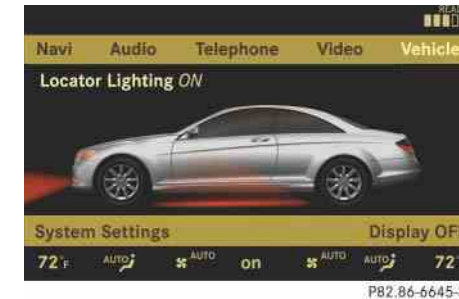 Navi Audio Telephone Video Vehicle
Locator Lighting ON
System Settings Display OF
72°F AUTO AUTO on AUTO AUTO 72°
P82.86-6645-